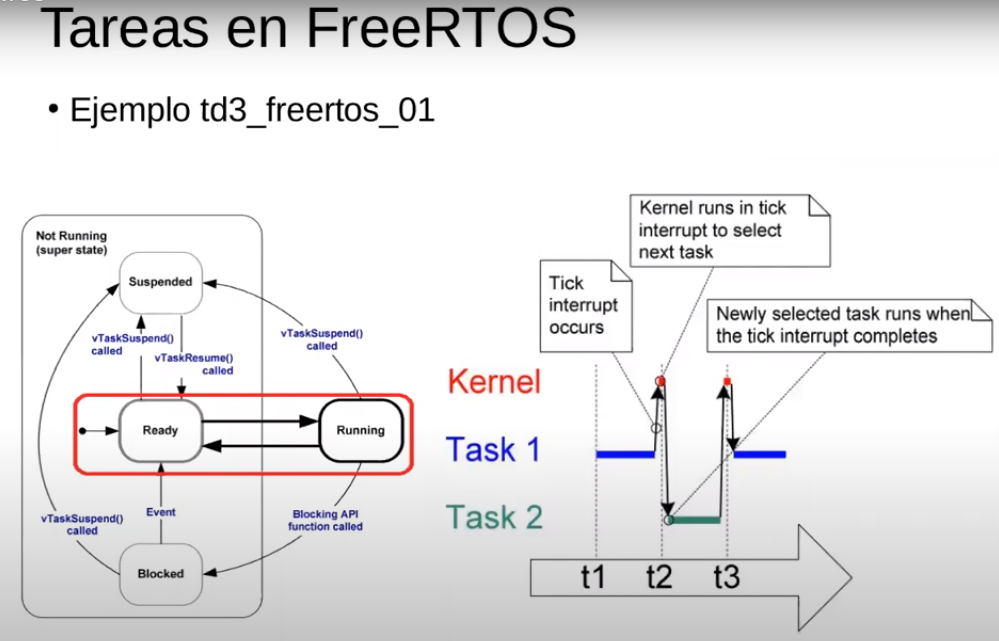 Tareas en FreeRTOS
• Ejemplo td3_freertos_01
Not Running
(super state)
Suspended
vTaskSuspend()
called
vTaskResume()
called
vTaskSuspend()
called
Ready
Running
vTaskSuspend()
called
Event
Blocking API
function called
Blocked
Kernel runs in tick
interrupt to select
next task
Tick
interrupt
occurs
Newly selected task runs when
the tick interrupt completes
Kernel
Task 1
Task 2
t1
t2
t3